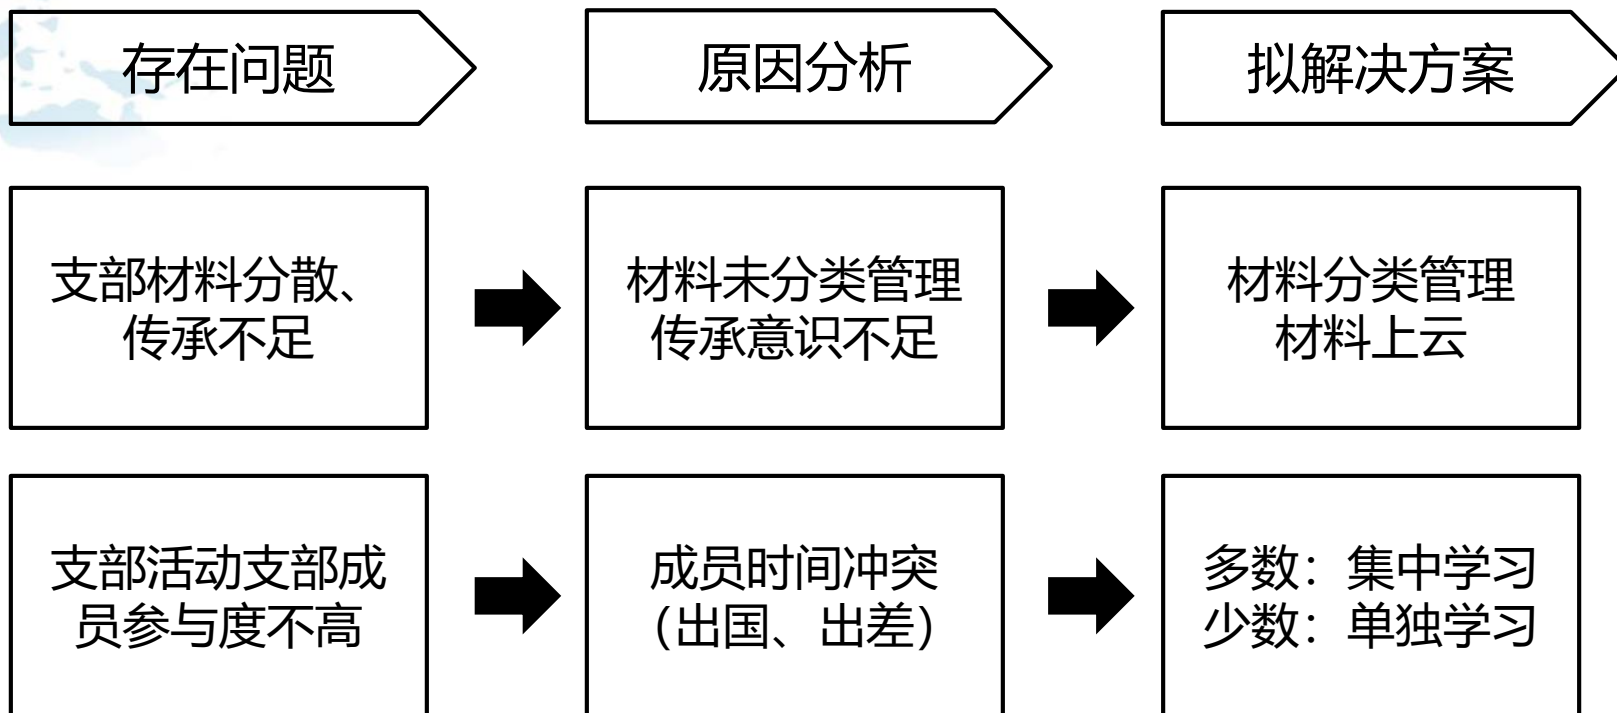 存在问题
原因分析
拟解决方案
支部材料分散、
传承不足
材料未分类管理
传承意识不足
材料分类管理
材料上云
支部活动支部成
员参与度不高
成员时间冲突
（出国、出差）
多数：集中学习
少数：单独学习